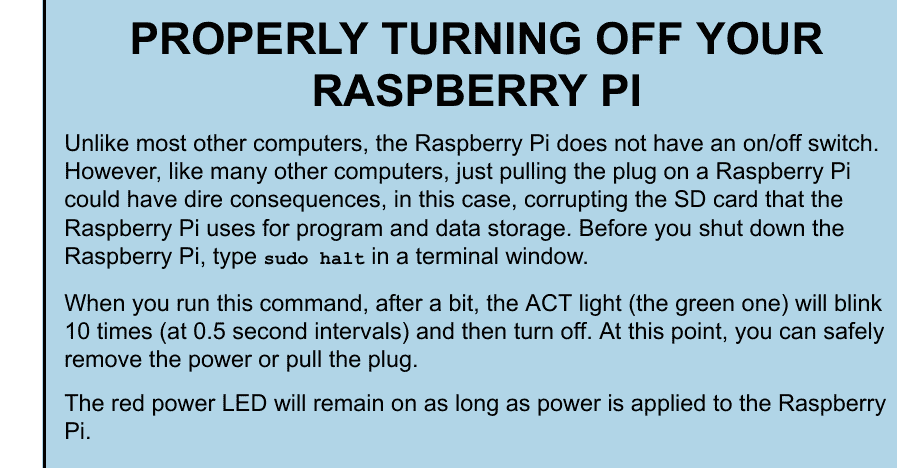 PROPERLY TURNING OFF YOUR
RASPBERRY PI
Unlike most other computers, the Raspberry Pi does not have an on/off switch.
However, like many other computers, just pulling the plug on a Raspberry Pi
could have dire consequences, in this case, corrupting the SD card that the
Raspberry Pi uses for program and data storage. Before you shut down the
Raspberry Pi, type sudo halt in a terminal window.
When you run this command, after a bit, the ACT light (the green one) will blink
10 times (at 0.5 second intervals) and then turn off. At this point, you can safely
remove the power or pull the plug.
The red power LED will remain on as long as power is applied to the Raspberry
Pi.